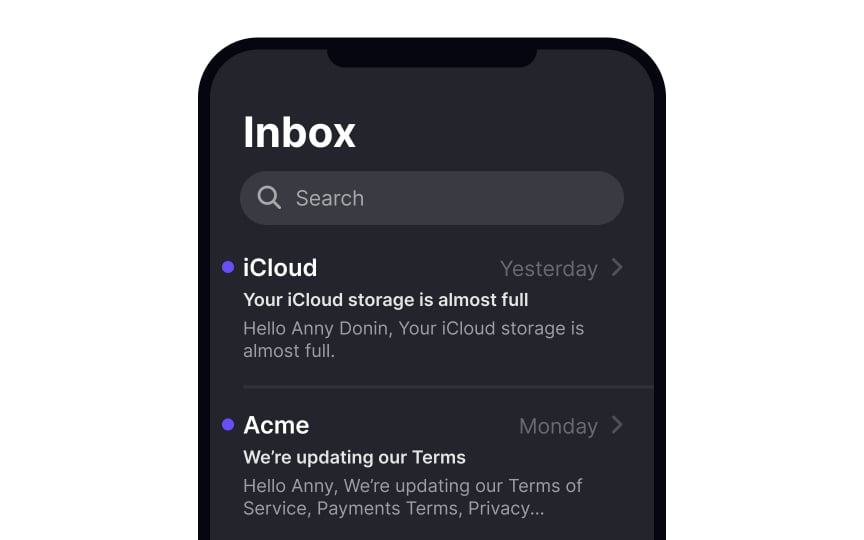 Inbox
Search
iCloud Yesterday
Your iCloud storage is almost full
Hello Anny Donin, Your iCloud storage is
almost full.
Acme Monday
We’re updating our Terms
Hello Anny, We’re updating our Terms of
Service, Payments Terms, Privacy...